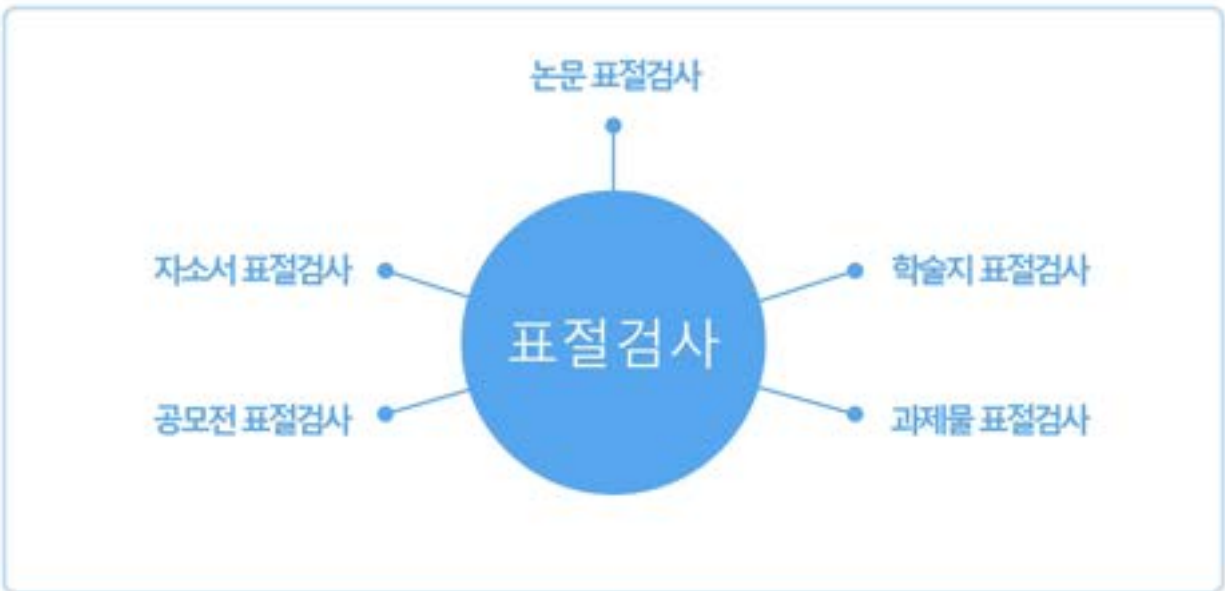 논문 표절검사
자소서 표절검사
학술지 표절검사
표절검사
공모전 표절검사
과제물 표절검사